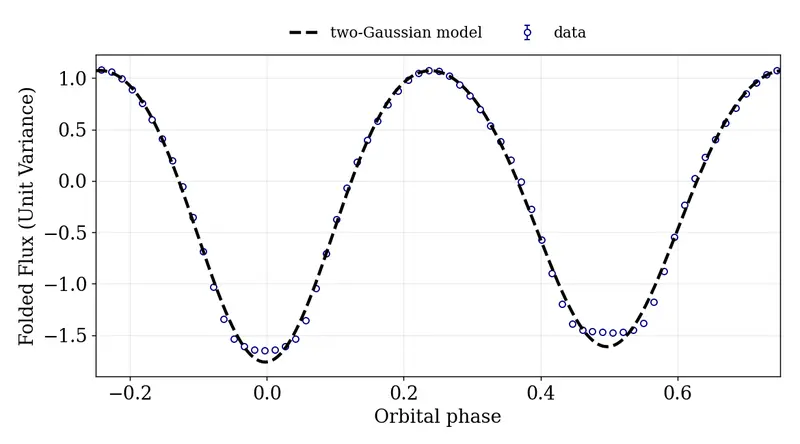 two-Gaussian model data
1.0
0.5
0.0
−0.5
−1.0
−1.5
Folded Flux (Unit Variance)
−0.2 0.0 0.2 0.4 0.6
Orbital phase